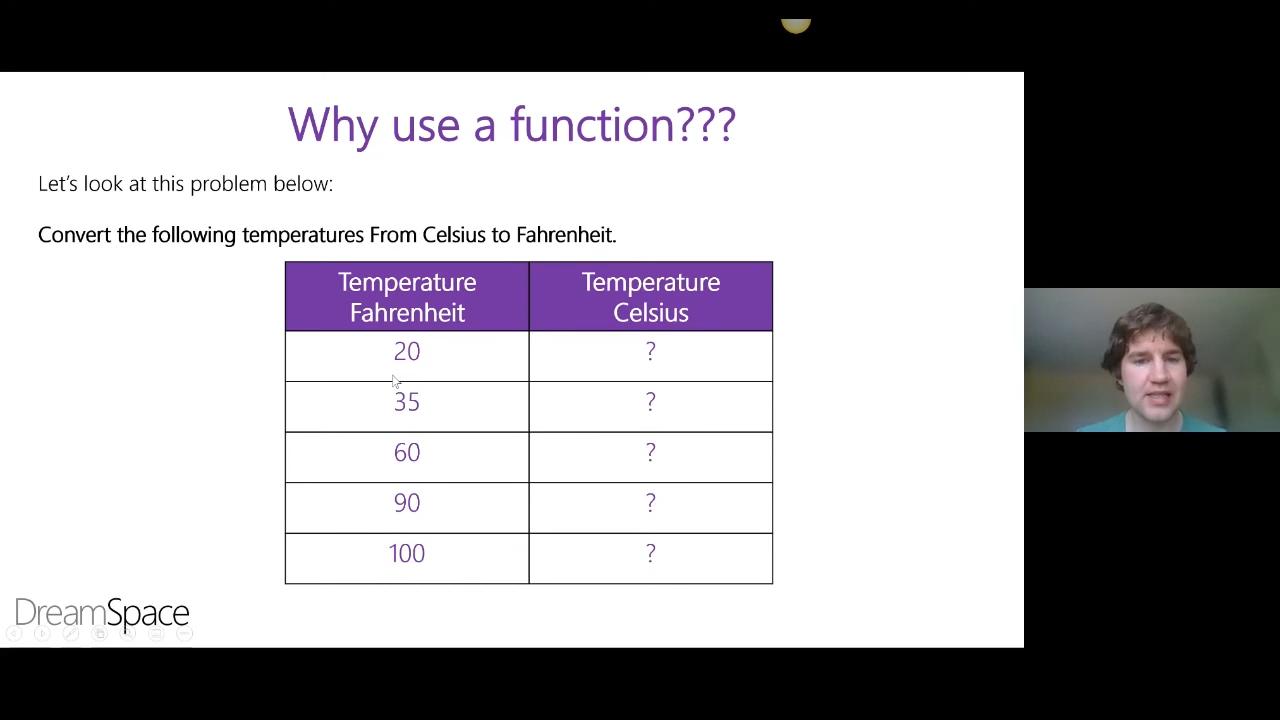 Why use a function???
Let's look at this problem below:
Convert the following temperatures From Celsius to Fahrenheit.
Temperature Fahrenheit
Temperature Celsius
20
?
35
?
60
?
90
?
100
?
DreamSpace